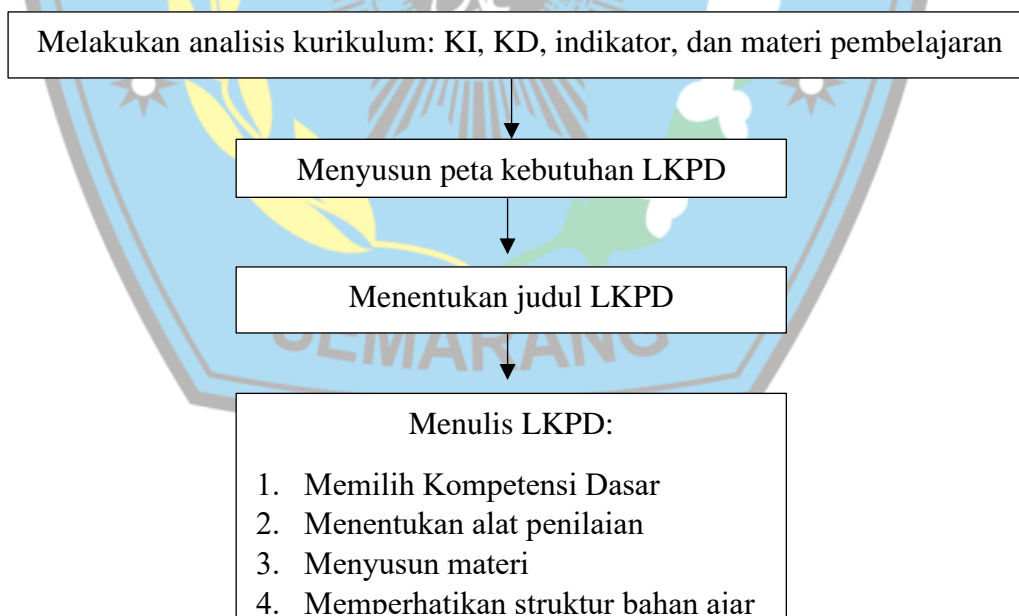 Melakukan analisis kurikulum: KI, KD, indikator, dan materi pembelajaran
Menyusun peta kebutuhan LKPD
Menentukan judul LKPD
SEMARANG
Menulis LKPD:
1. Memilih Kompetensi Dasar
2. Menentukan alat penilaian
3. Menyusun materi
4. Memperhatikan struktur bahan ajar